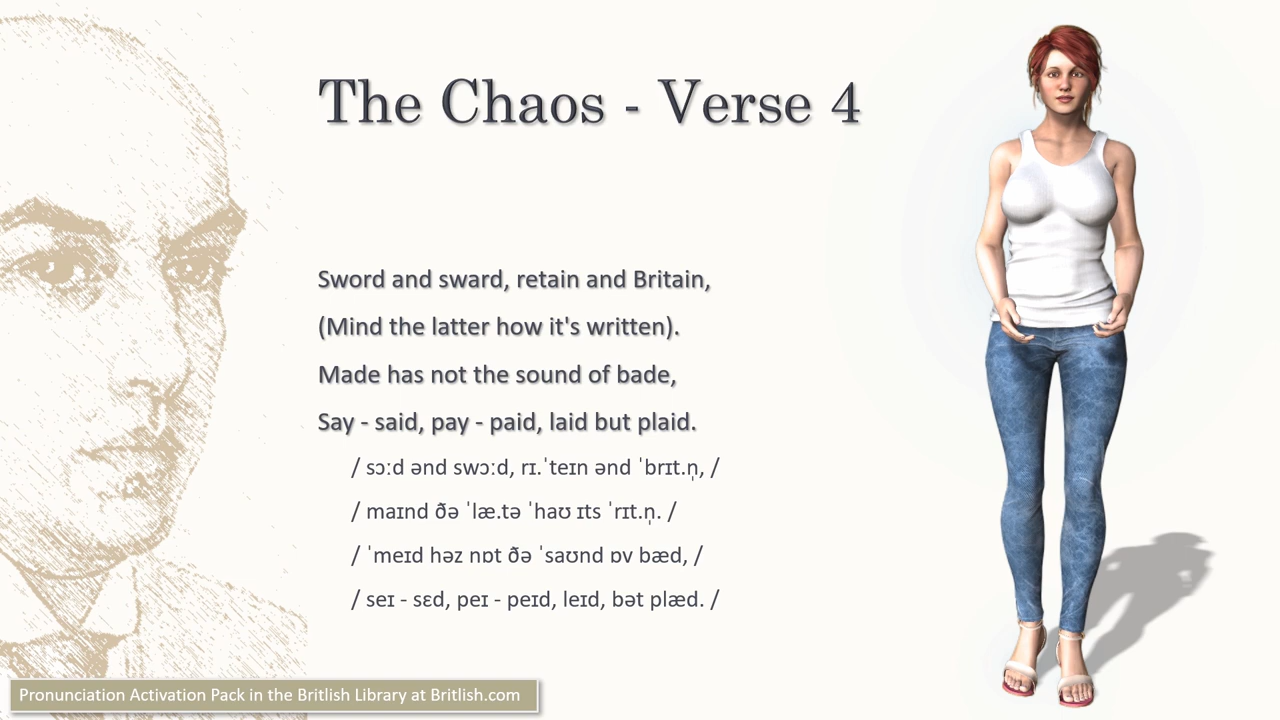 The Chaos - Verse 4
Sword and sward, retain and Britain,
(Mind the latter how it's written).
Made has not the sound of bade,
Say - said, pay - paid, laid but plaid.
/ sɔːd ənd swɔːd, rɪ.ˈteɪn ənd ˈbrɪt.n̩, /
/ maɪnd ðə ˈlæ.tə ˈhaʊ ɪts ˈrɪt.n̩. /
/ ˈmeɪd həz nɒt ðə ˈsaʊnd ɒv bæd, /
/ seɪ - sɛd, peɪ - peɪd, leɪd, bət plæd. /
Pronunciation Activation Pack in the Britlish Library at Britlish.com